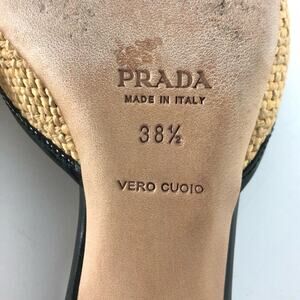 PRADA
MADE IN ITALY
38½
VERO CUOIO